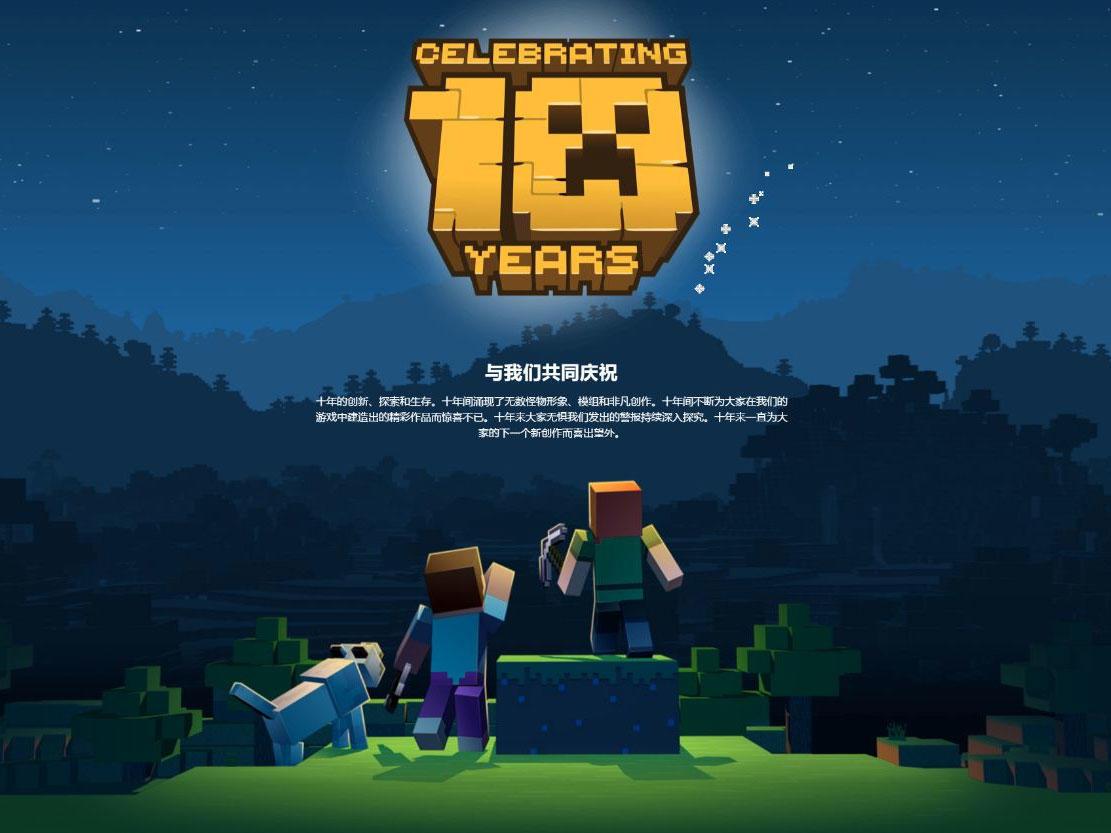 CELEBRATING
10
YEARS
与我们共同庆祝
十年的创新、探索和生存。十年间涌现了无数怪物形象、模组和非凡创作。十年间不断为大家在我们的
游戏中建造出的精彩作品而惊喜不已。十年来大家无惧我们发出的警报持续深入探究。十年来一直为大
家的下一个新创作而喜出望外。